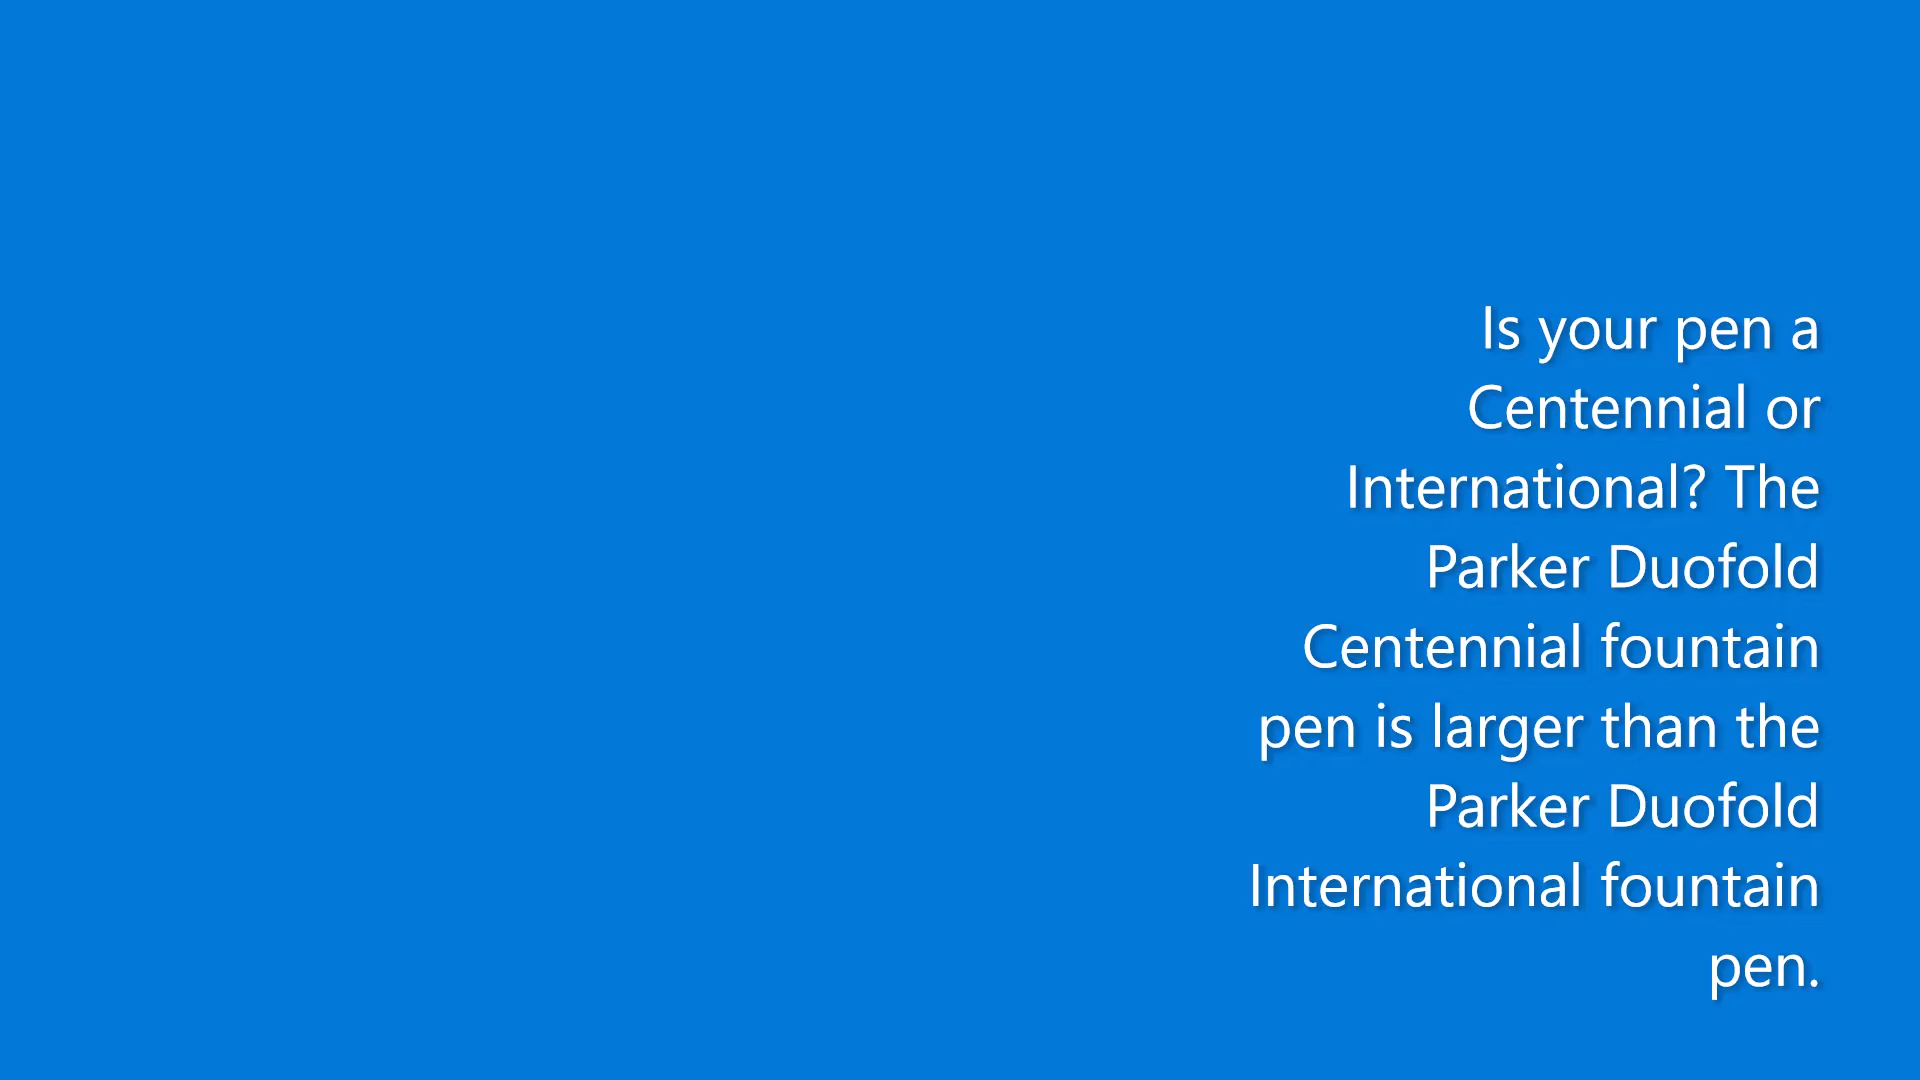 Is your pen a
Centennial or
International? The
Parker Duofold
Centennial fountain
pen is larger than the
Parker Duofold
International fountain
pen.